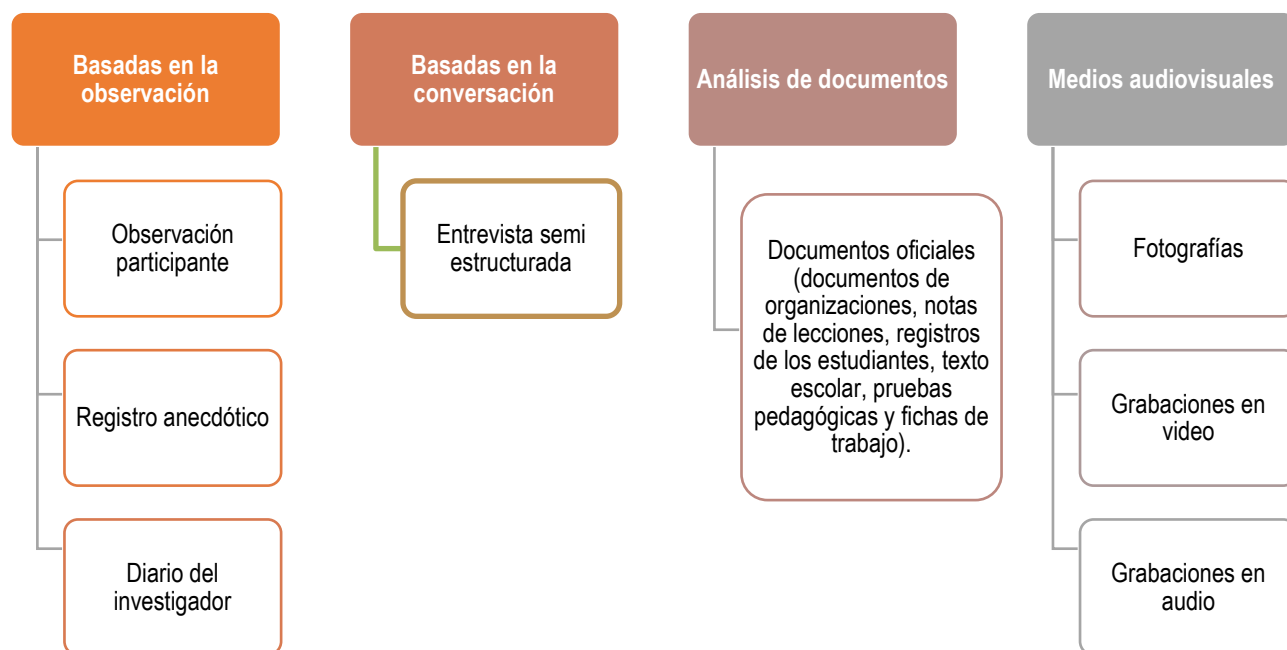 Basadas en la
observación
Observación
participante
Registro anecdótico
Diario del
investigador
Basadas en la
conversación
Entrevista semi
estructurada
Análisis de documentos
Documentos oficiales
(documentos de
organizaciones, notas
de lecciones, registros
de los estudiantes, texto
escolar, pruebas
pedagógicas y fichas de
trabajo).
Medios audiovisuales
Fotografías
Grabaciones en
video
Grabaciones en
audio